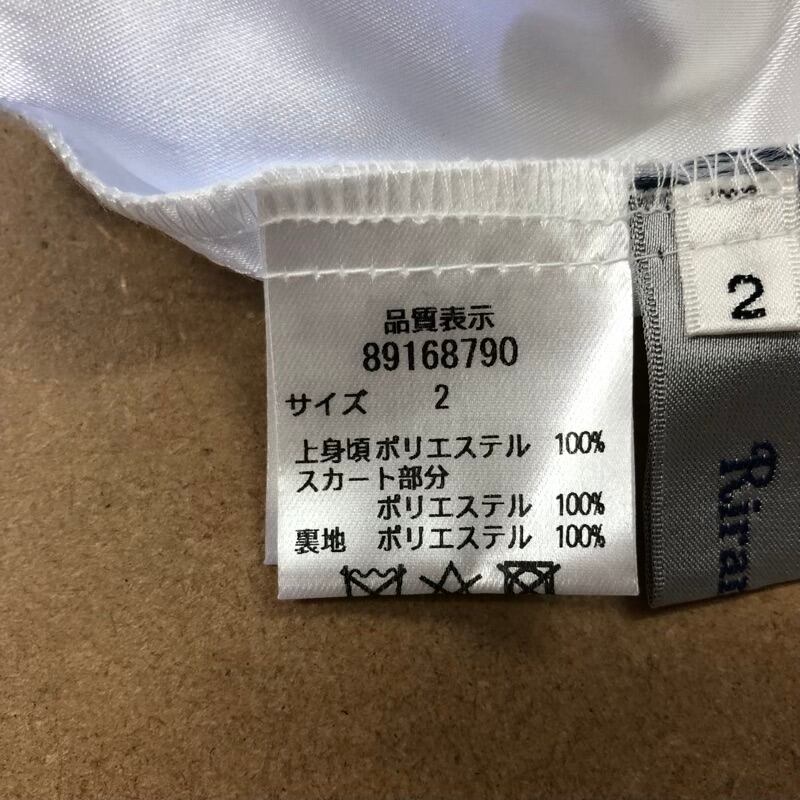 品質表示
89168790
サイズ 2
上身頃 ポリエステル 100%
スカート部分
ポリエステル 100%
裏地 ポリエステル 100%
2